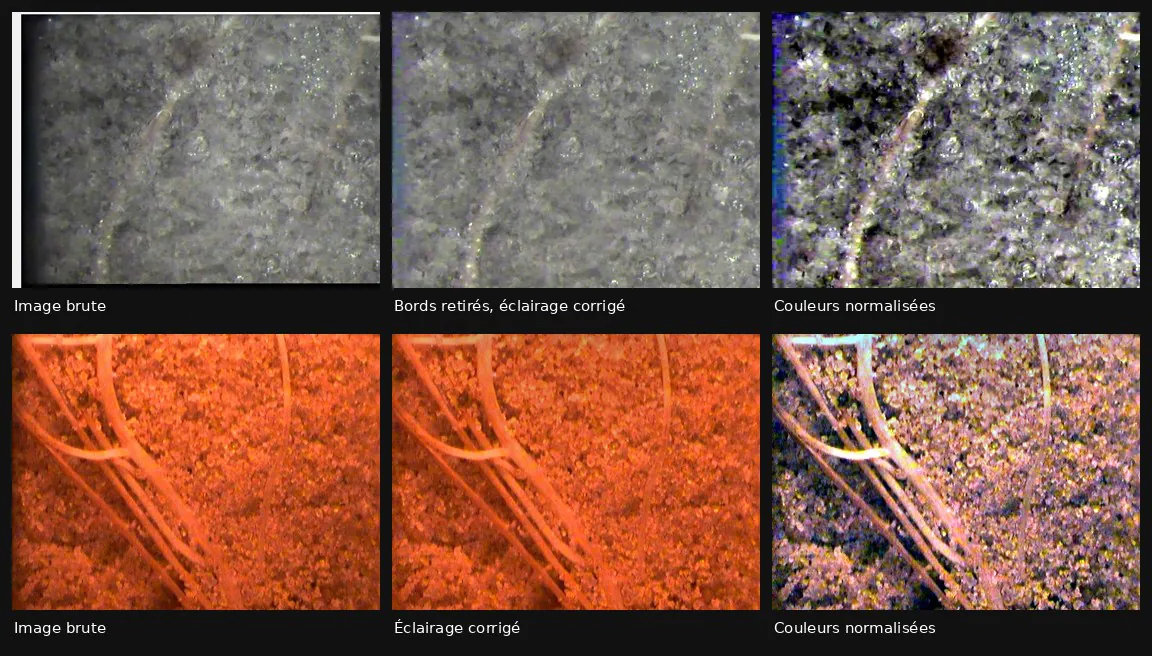 Image brute
Bords retirés, éclairage corrigé
Couleurs normalisées
Image brute
Éclairage corrigé
Couleurs normalisées